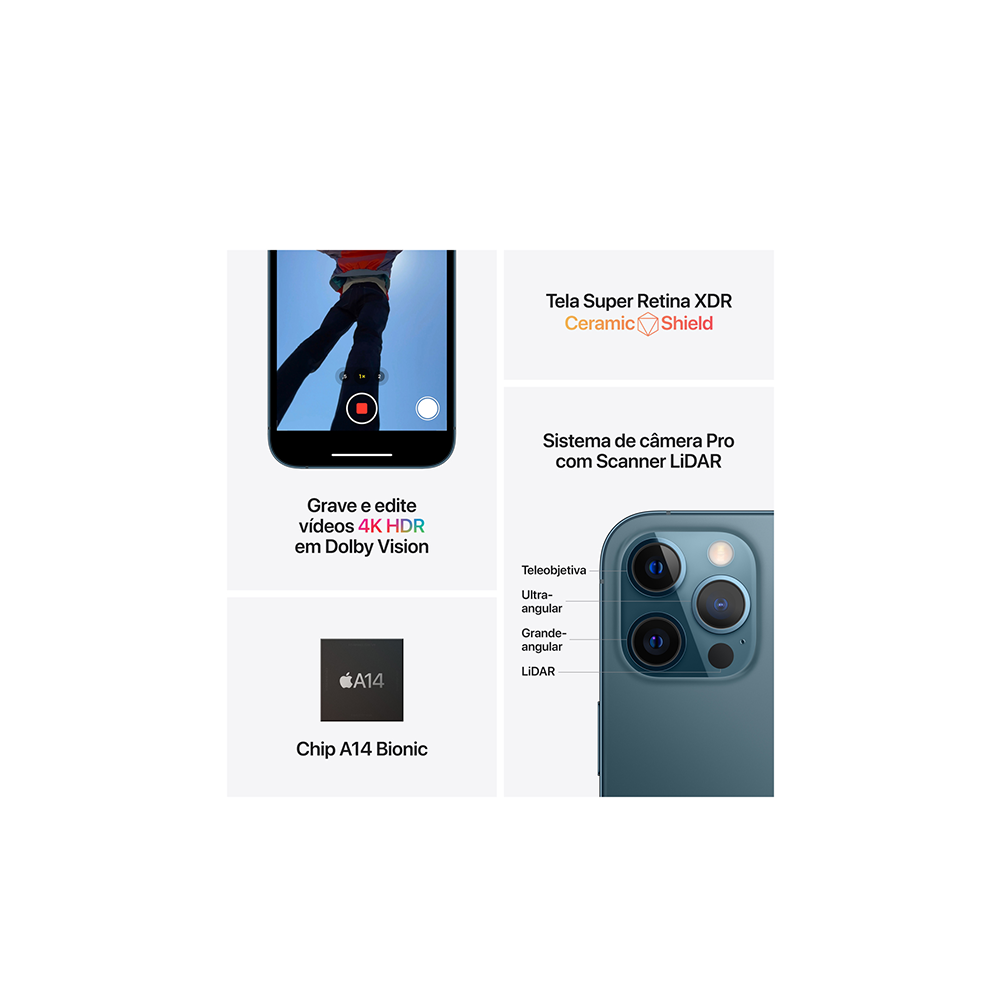 Grave e edite
vídeos 4K HDR
em Dolby Vision
1×
2
A14
Chip A14 Bionic
Tela Super Retina XDR
Ceramic Shield
Sistema de câmera Pro
com Scanner LiDAR
Teleobjetiva
Ultra-
angular
Grande-
angular
LiDAR